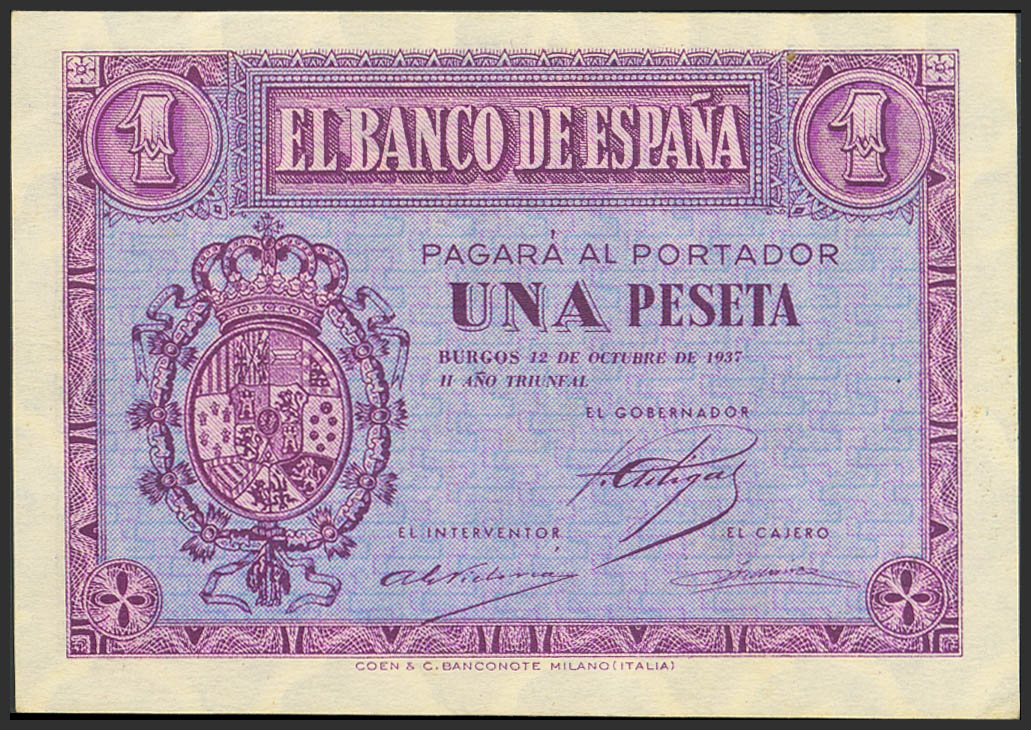 1 EL BANCO DE ESPAÑA 1
PAGARÁ AL PORTADOR
UNA PESETA
BURGOS 12 DE OCTUBRE DE 1937
II AÑO TRIUNFAL
EL GOBERNADOR
EL INTERVENTOR,
EL CAJERO
COEN & C. BANCONOTE MILANO (ITALIA)